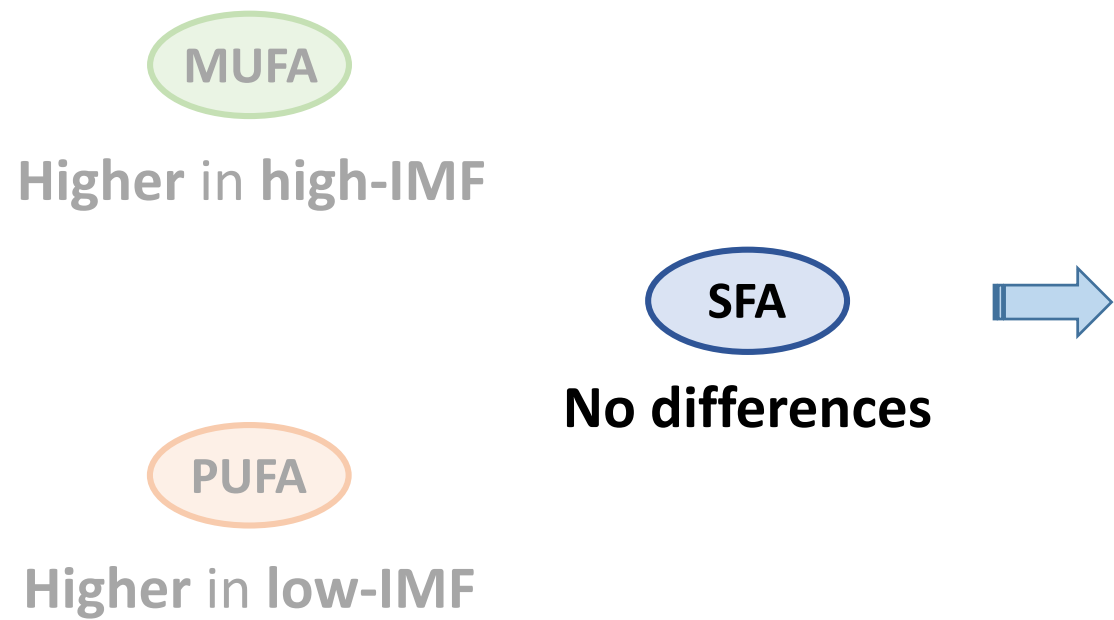 MUFA
Higher in high-IMF
SFA
No differences
PUFA
Higher in low-IMF